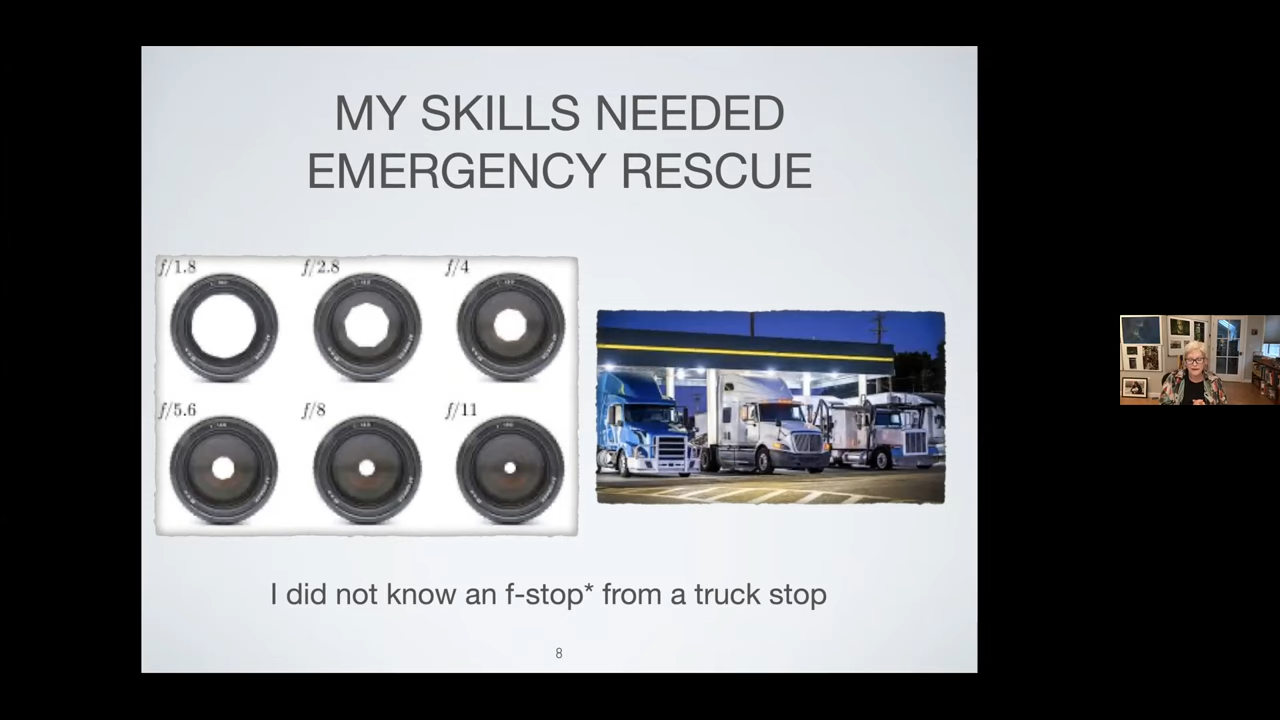 MY SKILLS NEEDED
EMERGENCY RESCUE
f/1.8
f/2.8
f/4
f/5.6
f/8
f/11
I did not know an f-stop* from a truck stop
8